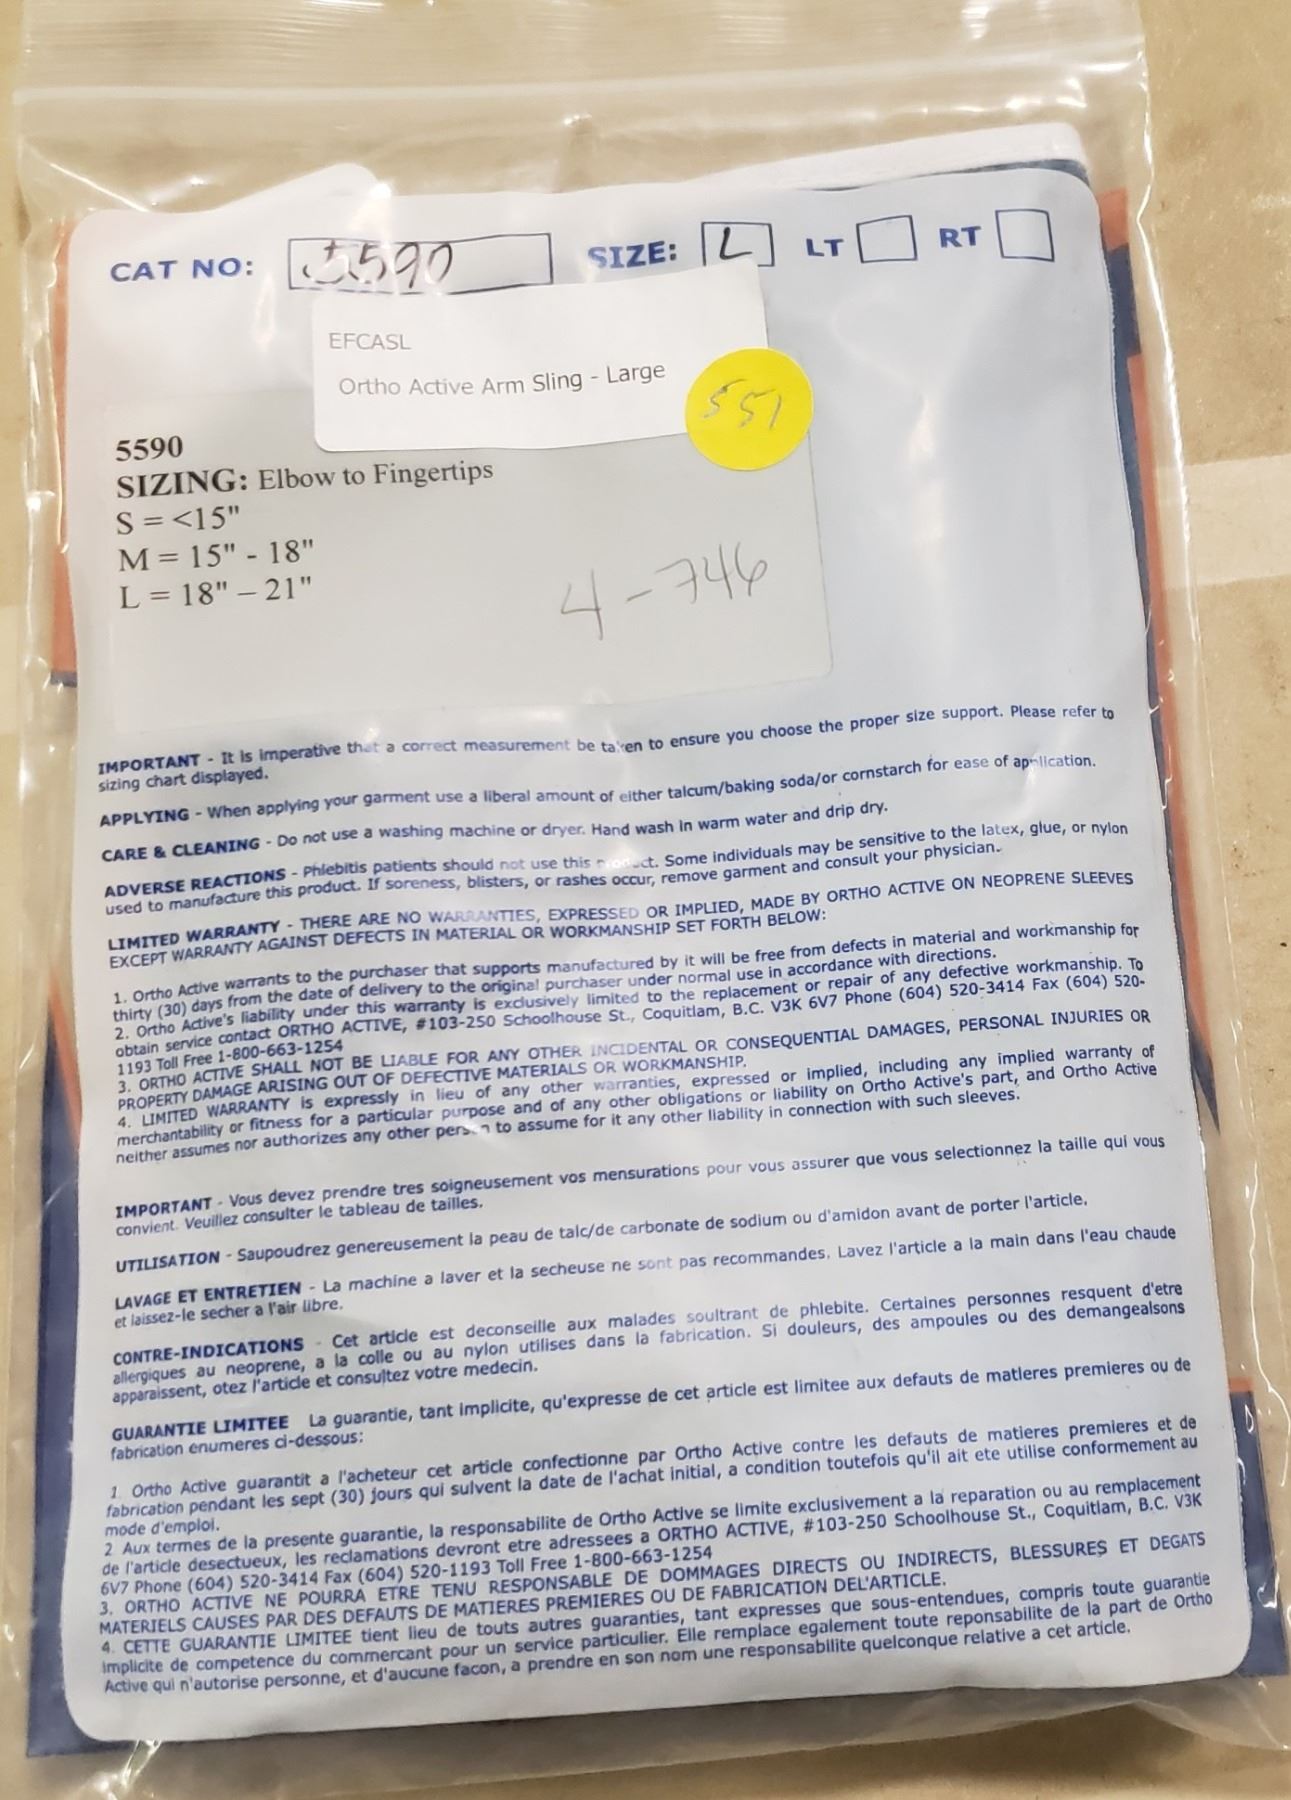 CAT NO: 5590 SIZE: L LT RT
EFCASL
Ortho Active Arm Sling - Large
551
5590
SIZING: Elbow to Fingertips
S = <15"
M = 15" - 18"
L = 18" – 21"
4-746
IMPORTANT - It is imperative that a correct measurement be taken to ensure you choose the proper size support. Please refer to
sizing chart displayed.
APPLYING - When applying your garment use a liberal amount of either talcum/baking soda/or cornstarch for ease of application.
CARE & CLEANING - Do not use a washing machine or dryer. Hand wash in warm water and drip dry.
ADVERSE REACTIONS - Phlebitis patients should not use this product. Some individuals may be sensitive to the latex, glue, or nylon
used to manufacture this product. If soreness, blisters, or rashes occur, remove garment and consult your physician.
LIMITED WARRANTY - THERE ARE NO WARRANTIES, EXPRESSED OR IMPLIED, MADE BY ORTHO ACTIVE ON NEOPRENE SLEEVES
EXCEPT WARRANTY AGAINST DEFECTS IN MATERIAL OR WORKMANSHIP SET FORTH BELOW:
1. Ortho Active warrants to the purchaser that supports manufactured by it will be free from defects in material and workmanship for
thirty (30) days from the date of delivery to the original purchaser under normal use in accordance with directions.
2. Ortho Active's liability under this warranty is exclusively limited to the replacement or repair of any defective workmanship. To
obtain service contact ORTHO ACTIVE, #103-250 Schoolhouse St., Coquitlam, B.C. V3K 6V7 Phone (604) 520-3414 Fax (604) 520-
1193 Toll Free 1-800-663-1254
3. ORTHO ACTIVE SHALL NOT BE LIABLE FOR ANY OTHER INCIDENTAL OR CONSEQUENTIAL DAMAGES, PERSONAL INJURIES OR
PROPERTY DAMAGE ARISING OUT OF DEFECTIVE MATERIALS OR WORKMANSHIP.
4. LIMITED WARRANTY is expressly in lieu of any other warranties, expressed or implied, including any implied warranty of
merchantability or fitness for a particular purpose and of any other obligations or liability on Ortho Active's part, and Ortho Active
neither assumes nor authorizes any other person to assume for it any other liability in connection with such sleeves.
IMPORTANT - Vous devez prendre tres soigneusement vos mensurations pour vous assurer que vous selectionnez la taille qui vous
convient. Veuillez consulter le tableau de tailles.
UTILISATION - Saupoudrez genereusement la peau de talc/de carbonate de sodium ou d'amidon avant de porter l'article.
LAVAGE ET ENTRETIEN - La machine a laver et la secheuse ne sont pas recommandes. Lavez l'article a la main dans l'eau chaude
et laissez-le secher a l'air libre.
CONTRE-INDICATIONS - Cet article est deconseille aux malades soultrant de phlebite. Certaines personnes resquent d'etre
allergiques au neoprene, a la colle ou au nylon utilises dans la fabrication. Si douleurs, des ampoules ou des demangealsons
apparaissent, otez l'article et consultez votre medecin.
GUARANTIE LIMITEE La guarantie, tant implicite, qu'expresse de cet article est limitee aux defauts de matieres premieres ou de
fabrication enumeres ci-dessous:
1. Ortho Active guarantit a l'acheteur cet article confectionne par Ortho Active contre les defauts de matieres premieres et de
fabrication pendant les sept (30) jours qui suivent la date de l'achat initial, a condition toutefois qu'il ait ete utilise conformement au
mode d'emploi.
2 Aux termes de la presente guarantie, la responsabilite de Ortho Active se limite exclusivement a la reparation ou au remplacement
de l'article desectueux, les reclamations devront etre adressees a ORTHO ACTIVE, #103-250 Schoolhouse St., Coquitlam, B.C. V3K
6V7 Phone (604) 520-3414 Fax (604) 520-1193 Toll Free 1-800-663-1254
3. ORTHO ACTIVE NE POURRA ETRE TENU RESPONSABLE DE DOMMAGES DIRECTS OU INDIRECTS, BLESSURES ET DEGATS
MATERIELS CAUSES PAR DES DEFAUTS DE MATIERES PREMIERES OU DE FABRICATION DEL'ARTICLE.
4. CETTE GUARANTIE LIMITEE tient lieu de touts autres guaranties, tant expresses que sous-entendues, compris toute guarantie
implicite de competence du commercant pour un service particulier. Elle remplace egalement toute reponsabilite de la part de Ortho
Active qui n'autorise personne, et d'aucune facon, a prendre en son nom une responsabilite quelconque relative a cet article.